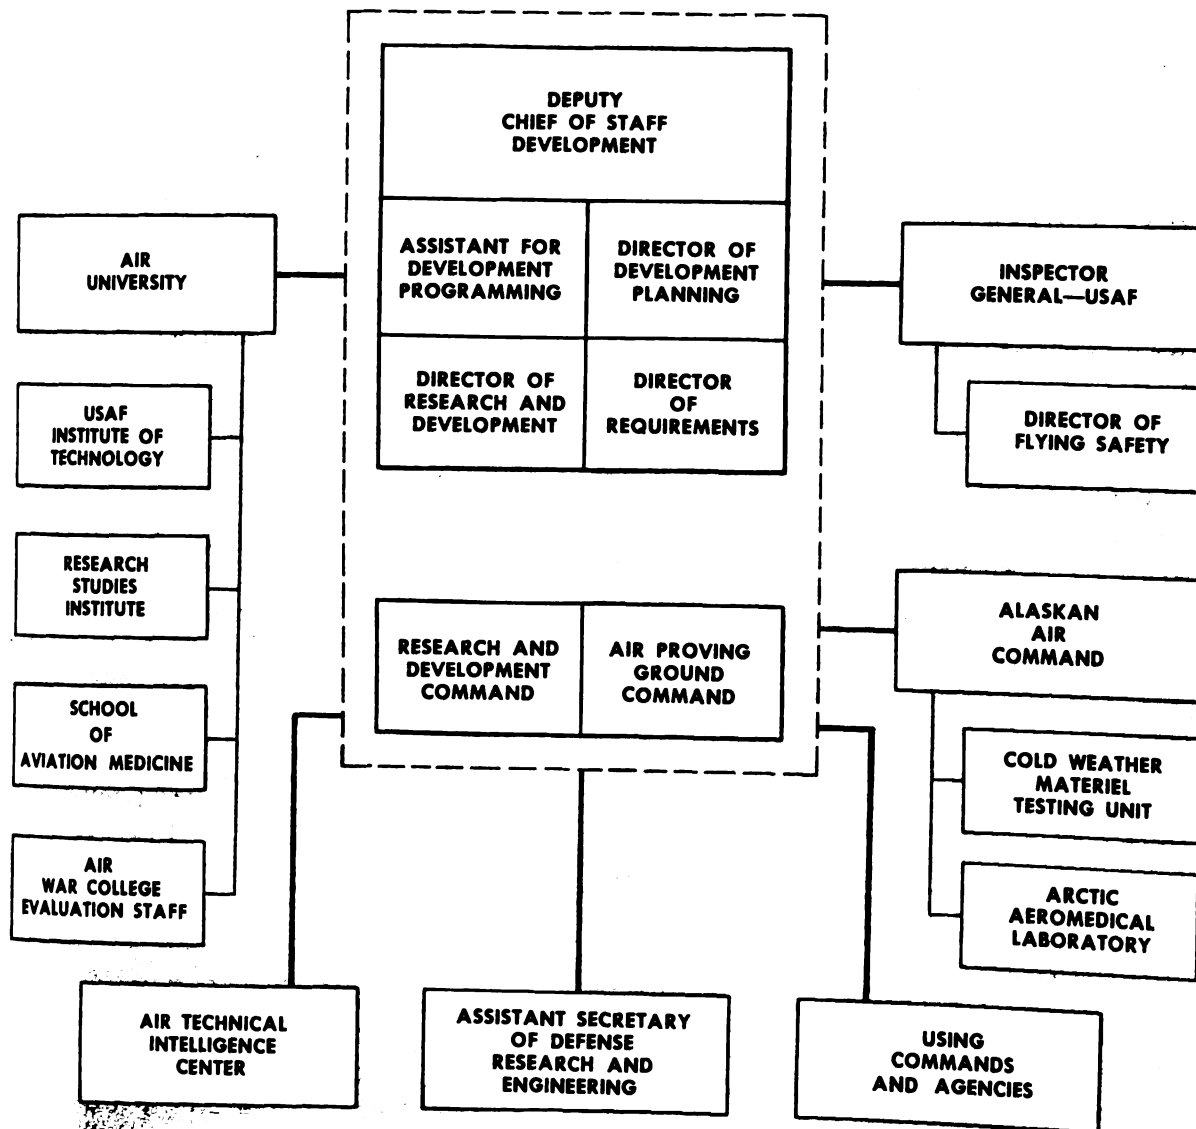 DEPUTY
CHIEF OF STAFF
DEVELOPMENT
ASSISTANT FOR
DEVELOPMENT
PROGRAMMING
DIRECTOR OF
DEVELOPMENT
PLANNING
DIRECTOR OF
RESEARCH AND
DEVELOPMENT
DIRECTOR
OF
REQUIREMENTS
RESEARCH AND
DEVELOPMENT
COMMAND
AIR PROVING
GROUND
COMMAND
AIR
UNIVERSITY
USAF
INSTITUTE OF
TECHNOLOGY
RESEARCH
STUDIES
INSTITUTE
SCHOOL
OF
AVIATION MEDICINE
AIR
WAR COLLEGE
EVALUATION STAFF
INSPECTOR
GENERAL—USAF
DIRECTOR OF
FLYING SAFETY
ALASKAN
AIR
COMMAND
COLD WEATHER
MATERIEL
TESTING UNIT
ARCTIC
AEROMEDICAL
LABORATORY
AIR TECHNICAL
INTELLIGENCE
CENTER
ASSISTANT SECRETARY
OF DEFENSE
RESEARCH AND
ENGINEERING
USING
COMMANDS
AND AGENCIES